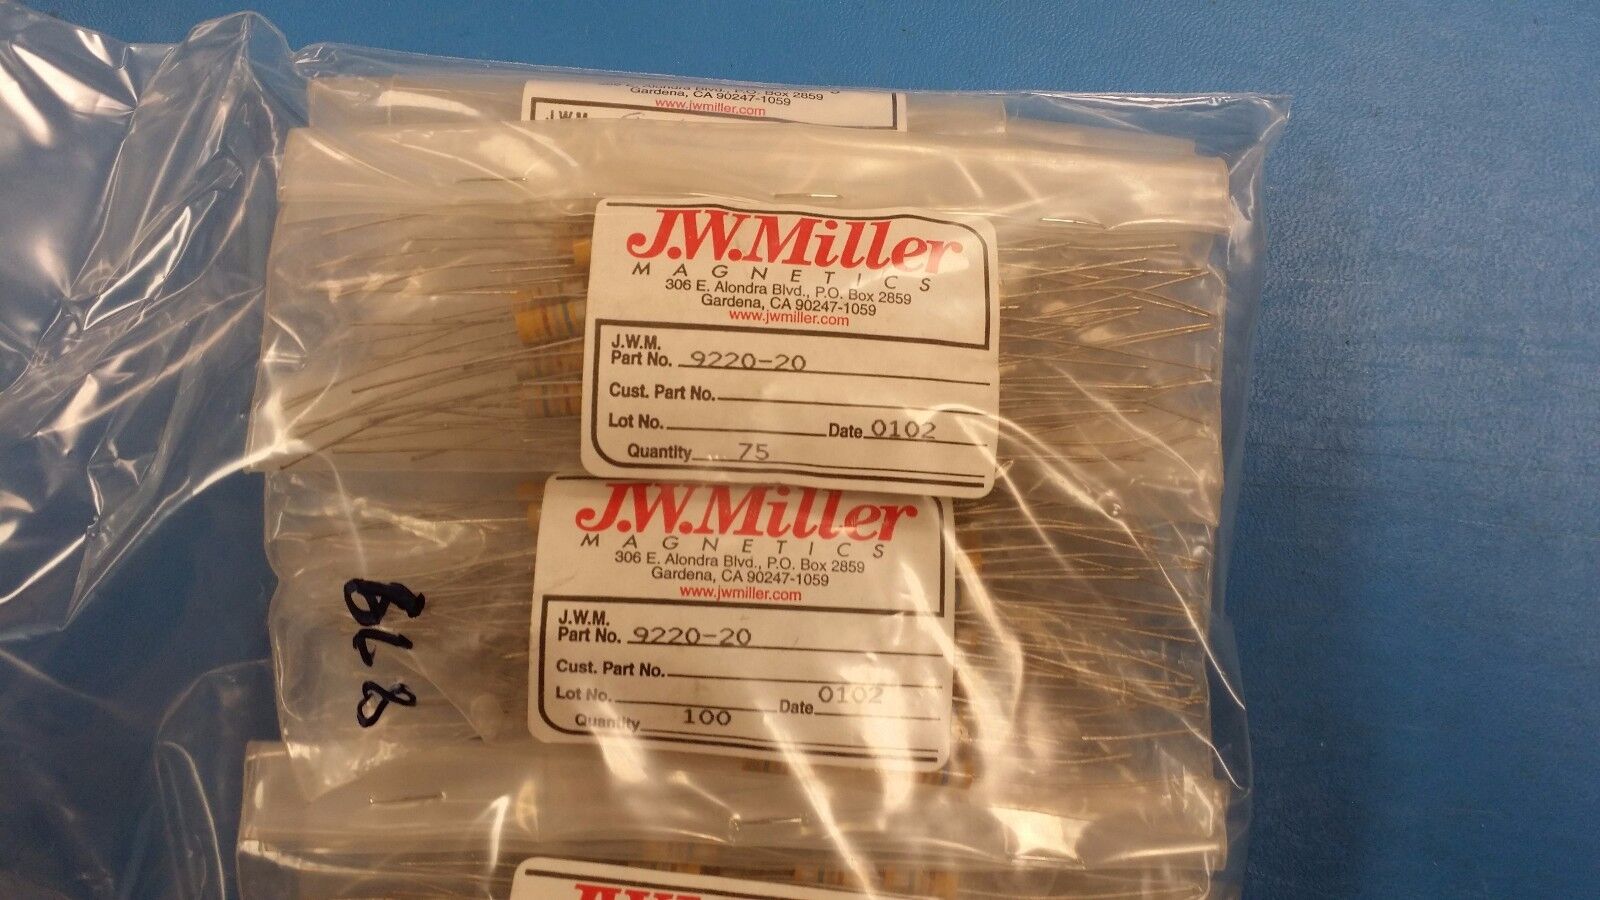 Alondra Blvd., P.O. Box 2859
Gardena, CA 90247-1059
www.jwmiller.com
J.W.M.
J.W.Miller
MAGNETICS
306 E. Alondra Blvd., P.O. Box 2859
Gardena, CA 90247-1059
www.jwmiller.com
J.W.M.
Part No. 9220-20
Cust. Part No.
Lot No. Date 0102
Quantity 75
J.W.Miller
MAGNETICS
306 E. Alondra Blvd., P.O. Box 2859
Gardena, CA 90247-1059
www.jwmiller.com
J.W.M.
Part No. 9220-20
Cust. Part No.
Lot No. Date 0102
Quantity 100